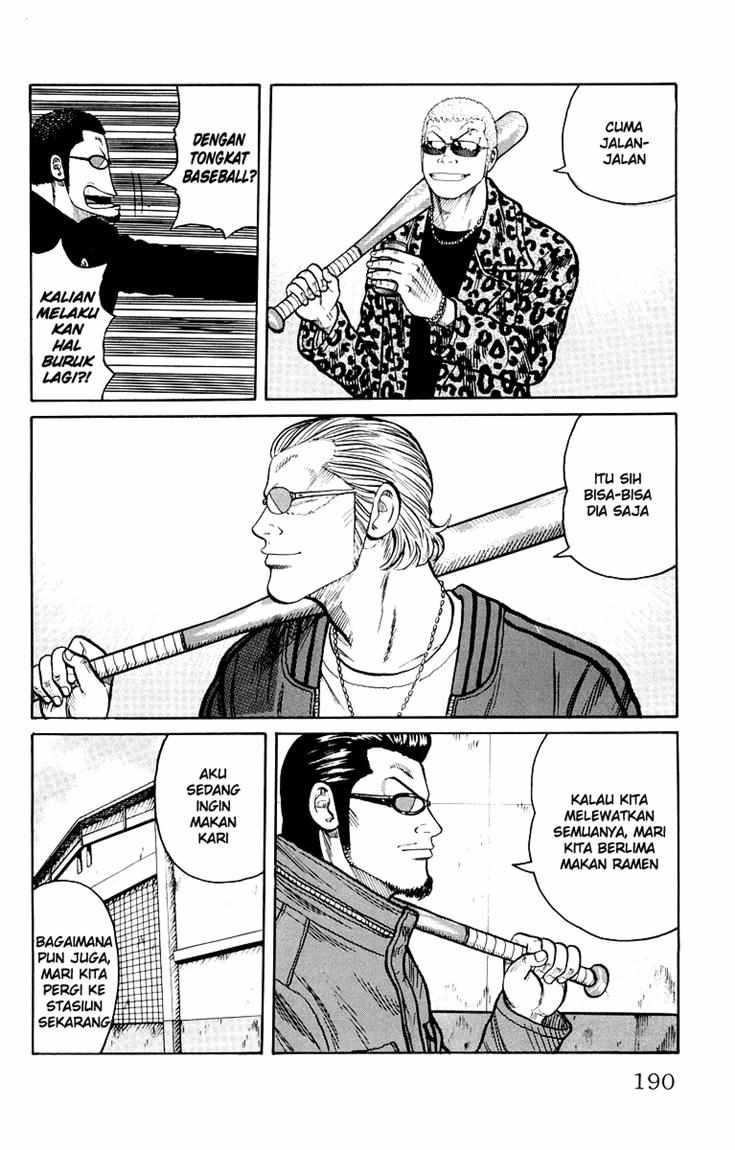 CUMA
JALAN-
JALAN
DENGAN
TONGKAT
BASEBALL?
KALIAN
MELAKU
KAN
HAL
BURUK
LAGI?!
ITU SIH
BISA-BISA
DIA SAJA
KALAU KITA
MELEWATKAN
SEMUANYA, MARI
KITA BERLIMA
MAKAN RAMEN
AKU
SEDANG
INGIN
MAKAN
KARI
BAGAIMANA
PUN JUGA,
MARI KITA
PERGI KE
STASIUN
SEKARANG
190